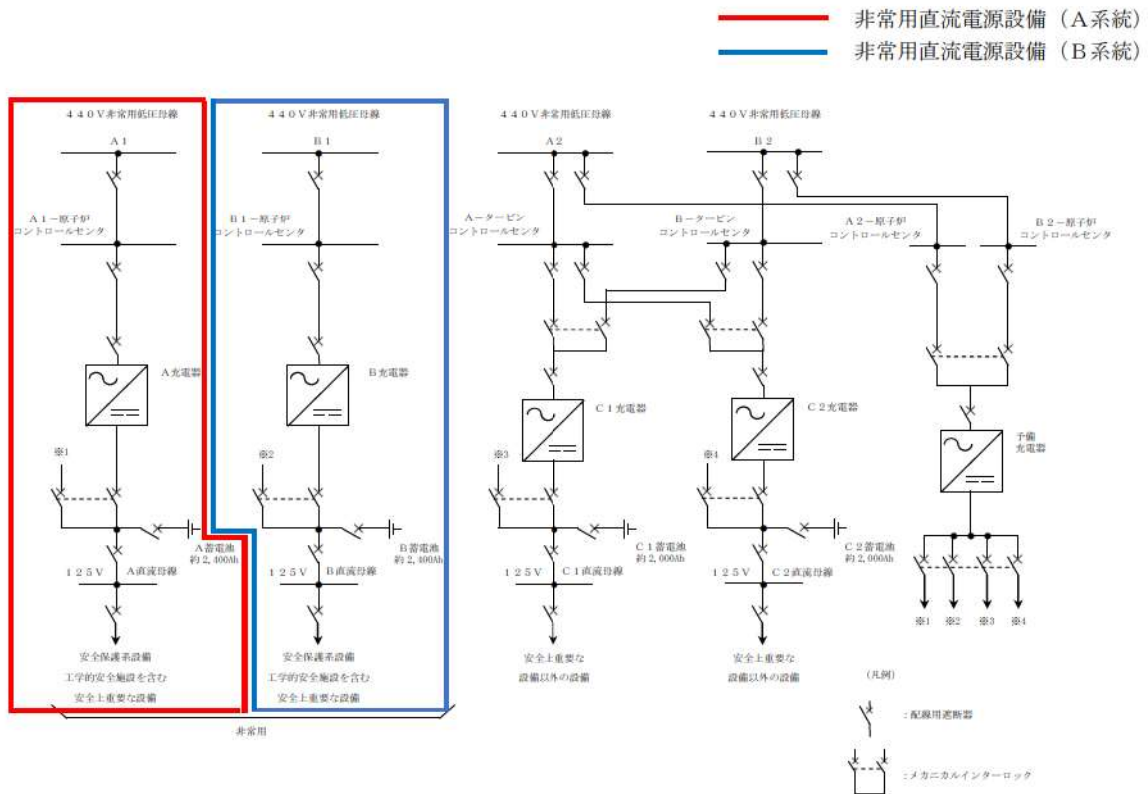 非常用直流電源設備（A系統）
非常用直流電源設備（B系統）
４４０Ｖ非常用低圧母線
４４０Ｖ非常用低圧母線
４４０Ｖ非常用低圧母線
４４０Ｖ非常用低圧母線
Ａ１
Ｂ１
Ａ２
Ｂ２
Ａ１－原子炉
コントロールセンタ
Ｂ１－原子炉
コントロールセンタ
Ａ－タービン
コントロールセンタ
Ｂ－タービン
コントロールセンタ
Ａ２－原子炉
コントロールセンタ
Ｂ２－原子炉
コントロールセンタ
Ａ充電器
Ｂ充電器
Ｃ１充電器
Ｃ２充電器
予備
充電器
※1
※2
※3
※4
Ａ蓄電池
約2,400Ah
Ｂ蓄電池
約2,400Ah
Ｃ１蓄電池
約2,000Ah
Ｃ２蓄電池
約2,000Ah
１２５Ｖ
Ａ直流母線
１２５Ｖ
Ｂ直流母線
１２５Ｖ
Ｃ１直流母線
１２５Ｖ
Ｃ２直流母線
※1
※2
※3
※4
安全保護系設備
工学的安全施設を含む
安全上重要な設備
安全保護系設備
工学的安全施設を含む
安全上重要な設備
安全上重要な
設備以外の設備
安全上重要な
設備以外の設備
非常用
(凡例)
：配線用遮断器
：メカニカルインターロック